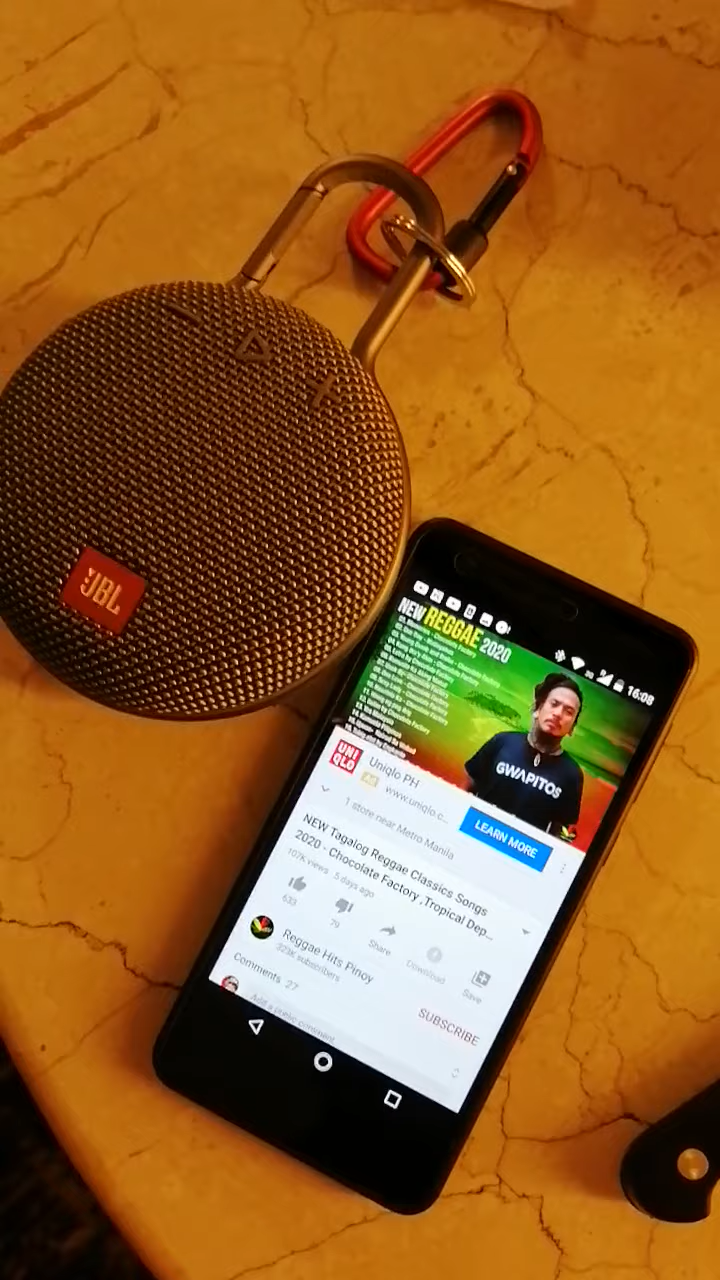 JBL
16:08
NEW REGGAE 2020
GWAPITOS
UNI
QLO
Uniqlo PH
Ad www.uniqlo.c...
1 store near Metro Manila
LEARN MORE
NEW Tagalog Reggae Classics Songs
2020 - Chocolate Factory ,Tropical Dep...
107K views · 5 days ago
633
79
Share
Download
Save
Reggae Hits Pinoy
323K subscribers
SUBSCRIBE
Comments 27
Add a public comment